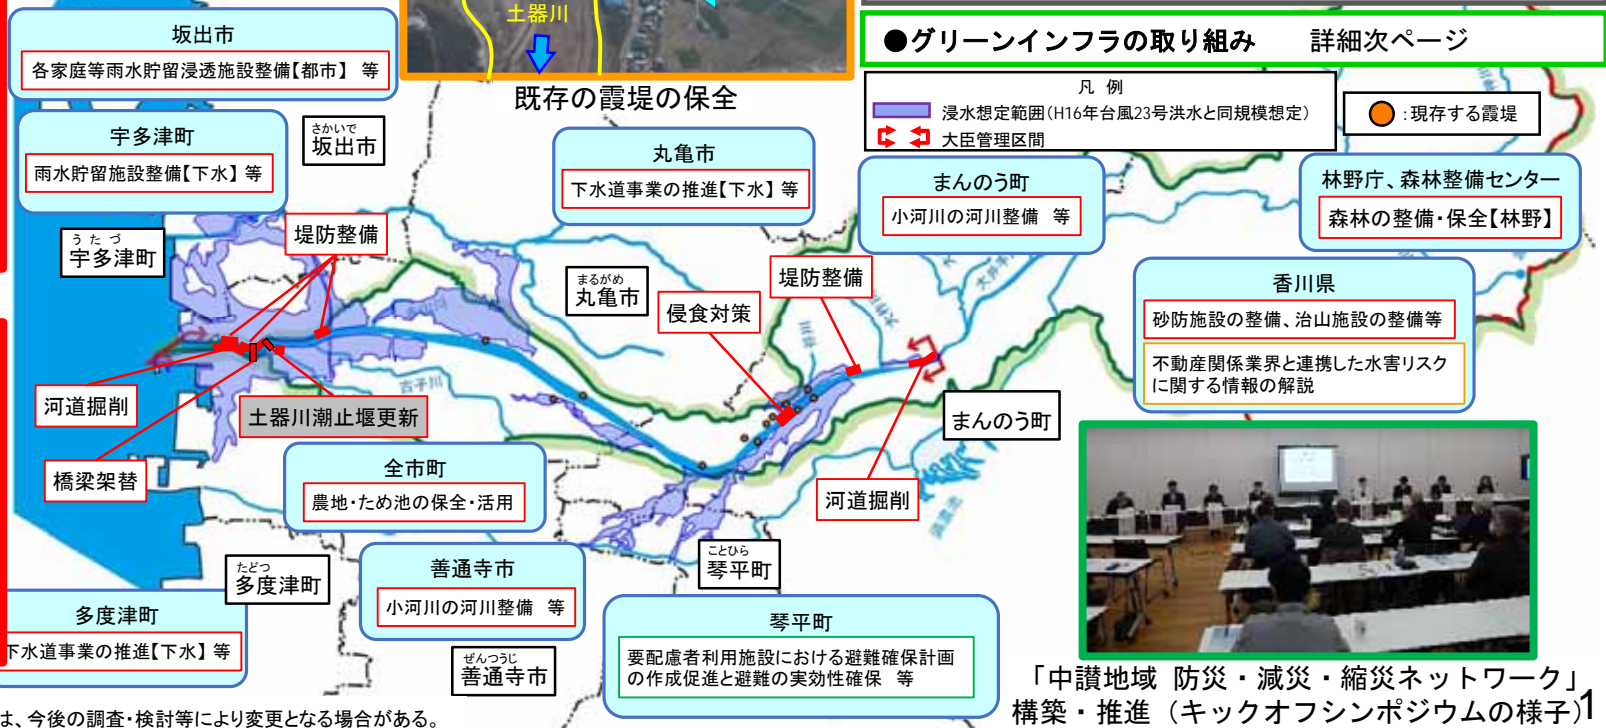 土器川
既存の霞堤の保全
●グリーンインフラの取り組み　詳細次ページ
凡例
浸水想定範囲(H16年台風23号洪水と同規模想定)
大臣管理区間
:現存する霞堤
坂出市
各家庭等雨水貯留浸透施設整備【都市】 等
宇多津町
雨水貯留施設整備【下水】 等
さかいで
坂出市
丸亀市
下水道事業の推進【下水】 等
まんのう町
小河川の河川整備 等
林野庁、森林整備センター
森林の整備・保全【林野】
うたづ
宇多津町
堤防整備
まるがめ
丸亀市
侵食対策
堤防整備
香川県
砂防施設の整備、治山施設の整備等
不動産関係業界と連携した水害リスク
に関する情報の解説
古子川
河道掘削
土器川潮止堰更新
橋梁架替
まんのう町
河道掘削
全市町
農地・ため池の保全・活用
たどつ
多度津町
善通寺市
小河川の河川整備 等
ことひら
琴平町
多度津町
下水道事業の推進【下水】 等
ぜんつうじ
善通寺市
琴平町
要配慮者利用施設における避難確保計画
の作成促進と避難の実効性確保 等
「中讃地域 防災・減災・縮災ネットワーク」
構築・推進（キックオフシンポジウムの様子）
は、今後の調査・検討等により変更となる場合がある。
1